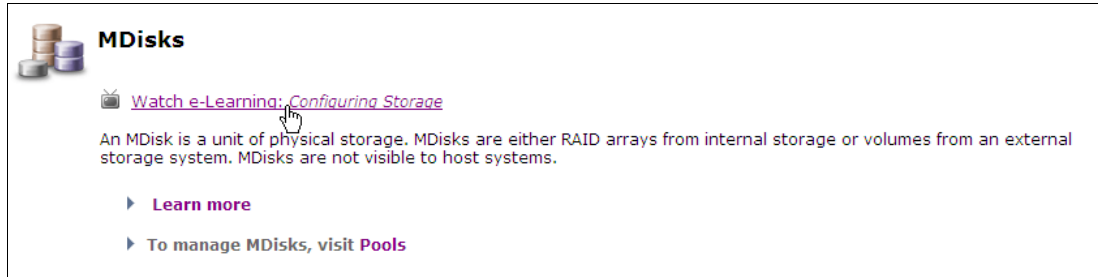 MDisks
Watch e-Learning: Configuring Storage
An MDisk is a unit of physical storage. MDisks are either RAID arrays from internal storage or volumes from an external
storage system. MDisks are not visible to host systems.
Learn more
To manage MDisks, visit Pools